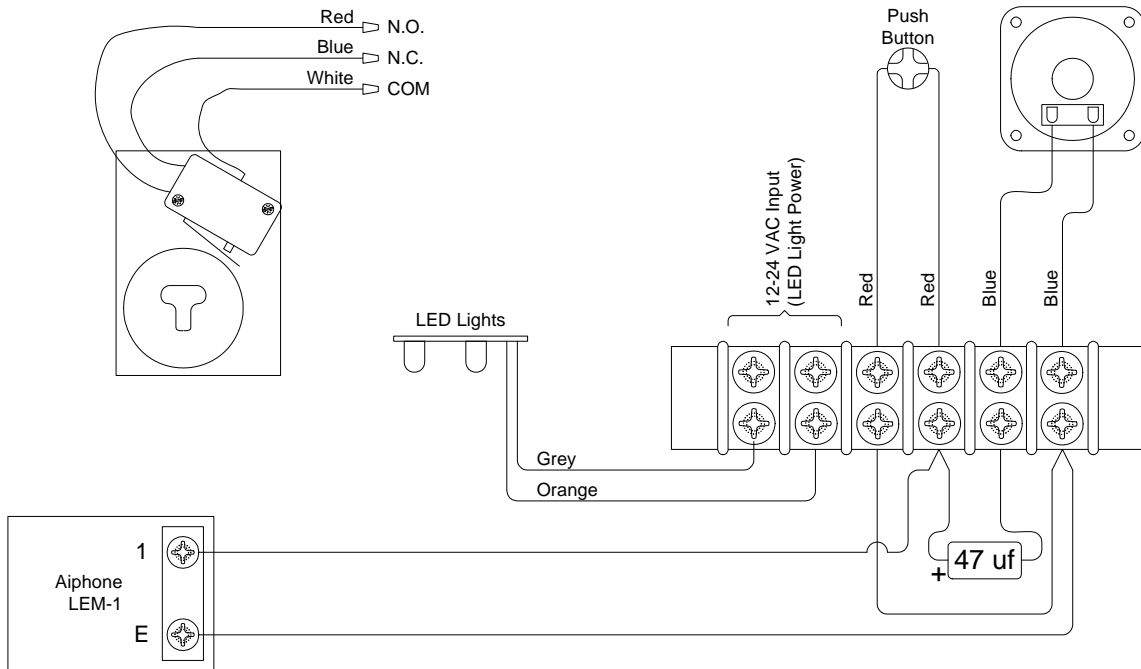 Red
N.O.
Blue
N.C.
White
COM
Push
Button
12-24 VAC Input
(LED Light Power)
Red
Red
Blue
Blue
LED Lights
Grey
Orange
1
Aiphone
LEM-1
E
+
47 uf